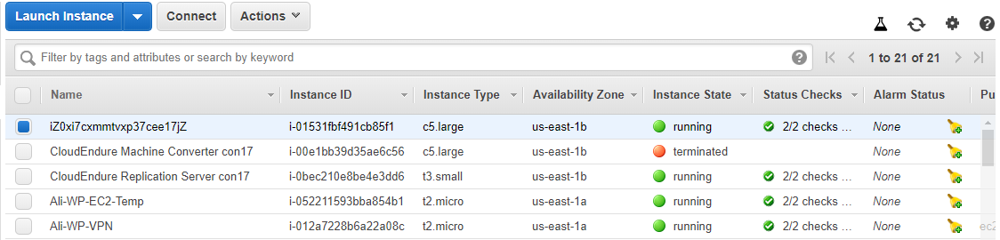 Launch Instance Connect Actions
Filter by tags and attributes or search by keyword 1 to 21 of 21
Name Instance ID Instance Type Availability Zone Instance State Status Checks Alarm Status Pu
iZ0xi7cxmmtvxp37cee17jZ i-01531fbf491cb85f1 c5.large us-east-1b running 2/2 checks ... None
CloudEndure Machine Converter con17 i-00e1bb39d35ae6c56 c5.large us-east-1b terminated None
CloudEndure Replication Server con17 i-0bec210e8be4e3dd6 t3.small us-east-1b running 2/2 checks ... None
Ali-WP-EC2-Temp i-052211593bba854b1 t2.micro us-east-1a running 2/2 checks ... None
Ali-WP-VPN i-012a7228b6a22a08c t2.micro us-east-1a running 2/2 checks ... None ec2